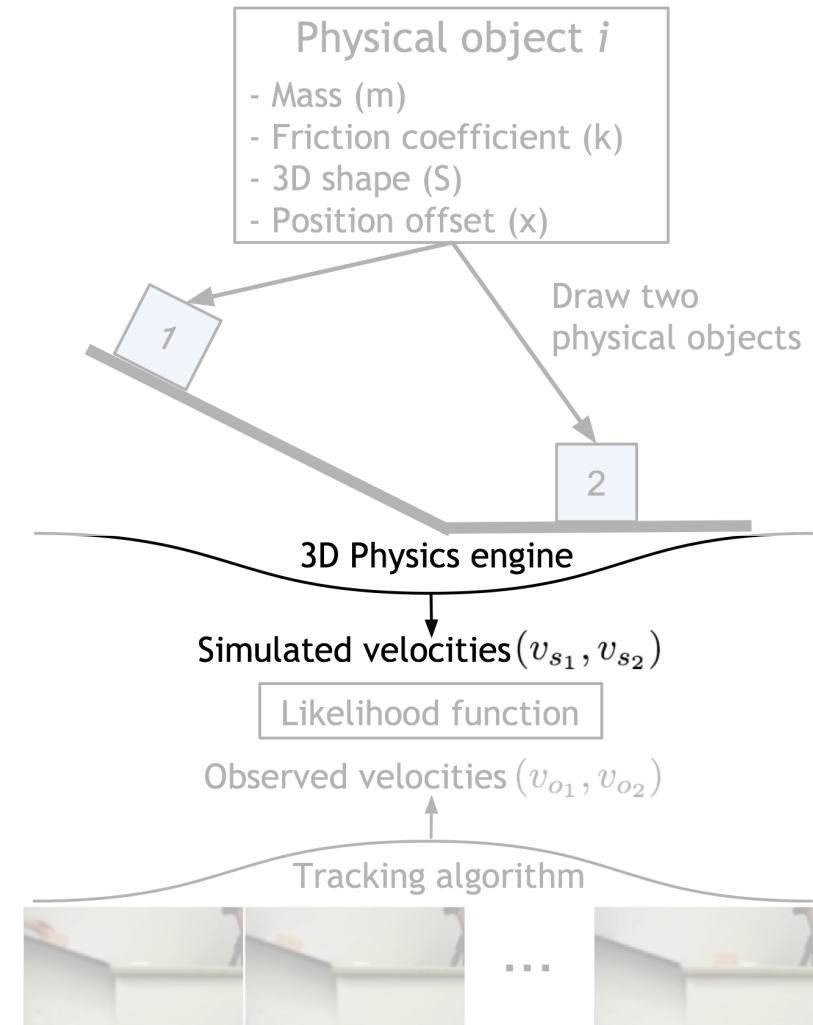 Physical object i
- Mass (m)
- Friction coefficient (k)
- 3D shape (S)
- Position offset (x)
Draw two
physical objects
1
2
3D Physics engine
Simulated velocities (v_{s_1}, v_{s_2})
Likelihood function
Observed velocities (v_{o_1}, v_{o_2})
Tracking algorithm
...